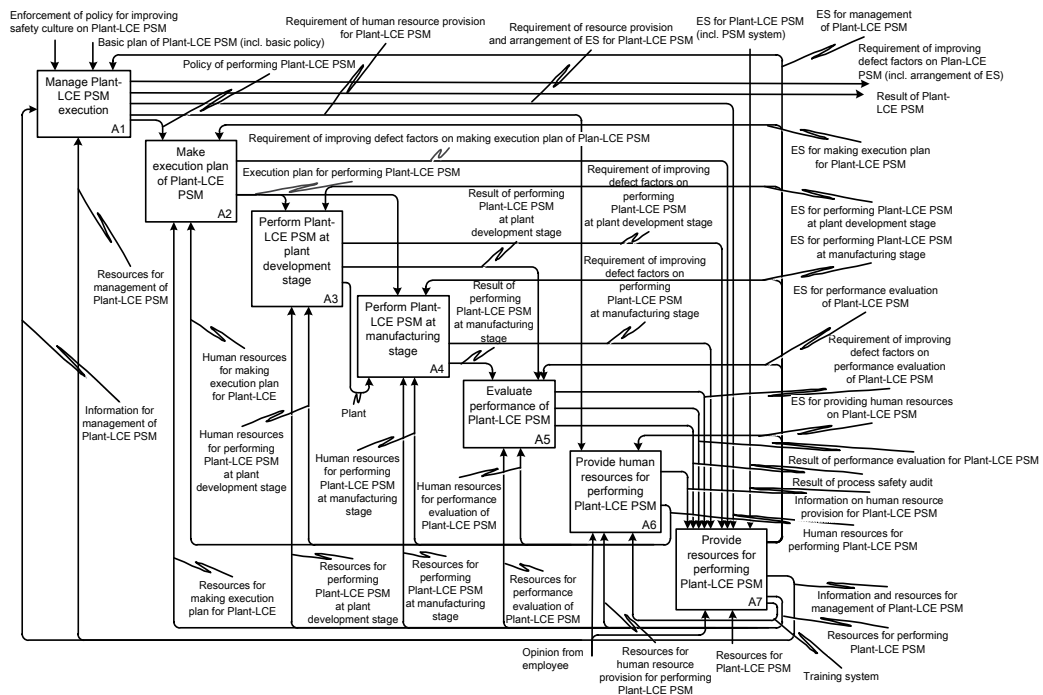 Enforcement of policy for improving
safety culture on Plant-LCE PSM
Basic plan of Plant-LCE PSM (incl. basic policy)
Policy of performing Plant-LCE PSM
Requirement of human resource provision
for Plant-LCE PSM
Requirement of resource provision
and arrangement of ES for Plant-LCE PSM
ES for Plant-LCE PSM
(incl. PSM system)
ES for management
of Plant-LCE PSM
Requirement of improving
defect factors on Plan-LCE
PSM (incl. arrangement of ES)
Result of Plant-
LCE PSM
Manage Plant-
LCE PSM
execution
A1
Make
execution plan
of Plant-LCE
PSM
A2
Requirement of improving defect factors on making execution plan of Plan-LCE PSM
Execution plan for performing Plant-LCE PSM
ES for making execution plan
for Plant-LCE PSM
Result of performing
Plant-LCE PSM
at plant
development stage
Requirement of improving
defect factors on
performing
Plant-LCE PSM
at plant
development stage
ES for performing Plant-LCE PSM
at plant development stage
ES for performing Plant-LCE PSM
at manufacturing stage
Perform Plant-
LCE PSM at
plant
development
stage
A3
Requirement of improving
defect factors on
performing
Plant-LCE PSM
at manufacturing stage
Result of
performing
Plant-LCE PSM
at manufacturing stage
ES for performance evaluation
of Plant-LCE PSM
Resources for
management of
Plant-LCE PSM
Perform Plant-
LCE PSM at
manufacturing
stage
A4
Requirement of improving
defect factors on
performance evaluation
of Plant-LCE PSM
Human resources
for making
execution plan
for Plant-LCE
Plant
Evaluate
performance of
Plant-LCE PSM
A5
ES for providing human resources
on Plant-LCE PSM
Information for
management of
Plant-LCE PSM
Human resources
for performing
Plant-LCE PSM
at plant
development stage
Human resources
for performing
Plant-LCE PSM
at manufacturing
stage
Human resources
for performance
evaluation of
Plant-LCE PSM
Provide human
resources for
performing
Plant-LCE PSM
A6
Result of performance evaluation for Plant-LCE PSM
Result of process safety audit
Information on human resource
provision for Plant-LCE PSM
Human resources for
performing Plant-LCE PSM
Provide
resources for
performing
Plant-LCE PSM
A7
Resources for
making execution
plan for Plant-LCE
Resources for
performing
Plant-LCE PSM
at plant
development stage
Resources for
performing
Plant-LCE PSM
at manufacturing
stage
Resources for
performance
evaluation of
Plant-LCE PSM
Information and resources for
management of Plant-LCE PSM
Resources for performing
Plant-LCE PSM
Opinion from
employee
Resources for
human resource
provision for performing
Plant-LCE PSM
Resources for
Plant-LCE PSM
Training system